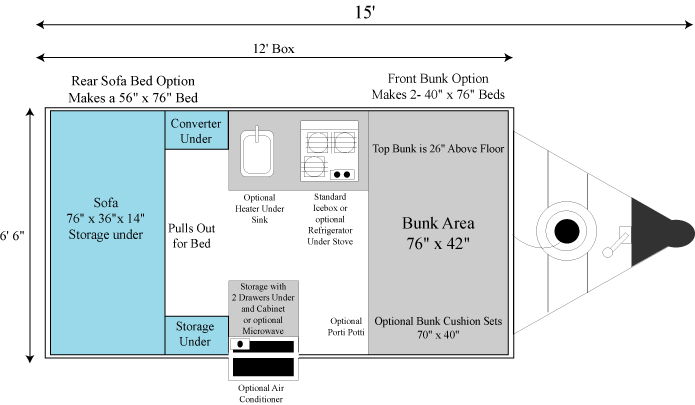 15'
12' Box
Rear Sofa Bed Option
Makes a 56" x 76" Bed
Front Bunk Option
Makes 2- 40" x 76" Beds
Converter
Under
Top Bunk is 26" Above Floor
Optional
Heater Under
Sink
Standard
Icebox or
optional
Refrigerator
Under Stove
Sofa
76" x 36"x 14"
Storage under
Pulls Out
for Bed
Bunk Area
76" x 42"
6' 6"
Storage with
2 Drawers Under
and Cabinet
or optional
Microwave
Storage
Under
Optional
Porti Potti
Optional Bunk Cushion Sets
70" x 40"
Optional Air
Conditioner